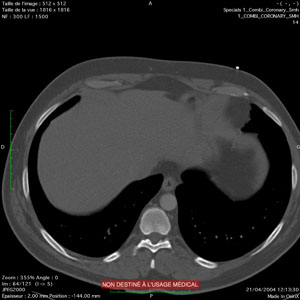 Taille de l'image : 512 x 512
Taille de la vue : 1816 x 1816
NF : 300 LF : 1500
A
Specials 1_Combi_Coronary_Smh
1_COMBI_CORONARY_SMH
14
D
G
Zoom : 355% Angle : 0
Im : 64/121
JPEG2000
Épaisseur : 2,00 mm Position : -144,00 mm
NON DESTINÉ À L'USAGE MÉDICAL
P
21/04/2004 12:13:30
Made In OsiriX